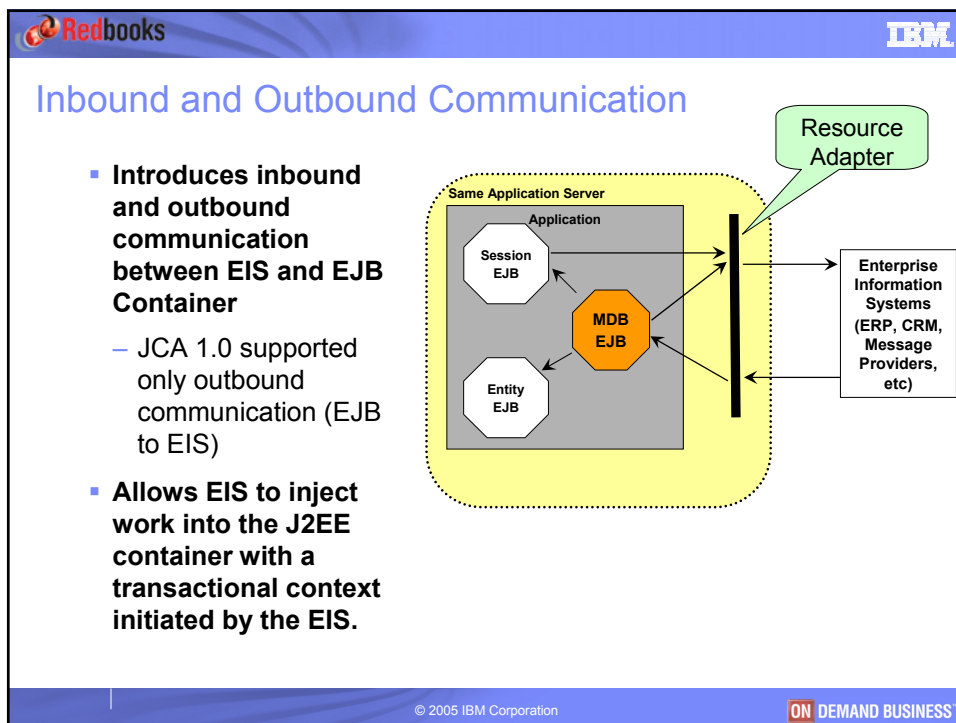 Redbooks
IBM
Inbound and Outbound Communication
Introduces inbound
and outbound
communication
between EIS and EJB
Container
– JCA 1.0 supported
only outbound
communication (EJB
to EIS)
Allows EIS to inject
work into the J2EE
container with a
transactional context
initiated by the EIS.
Resource
Adapter
Same Application Server
Application
Session
EJB
MDB
EJB
Entity
EJB
Enterprise
Information
Systems
(ERP, CRM,
Message
Providers,
etc)
© 2005 IBM Corporation
ON DEMAND BUSINESS™